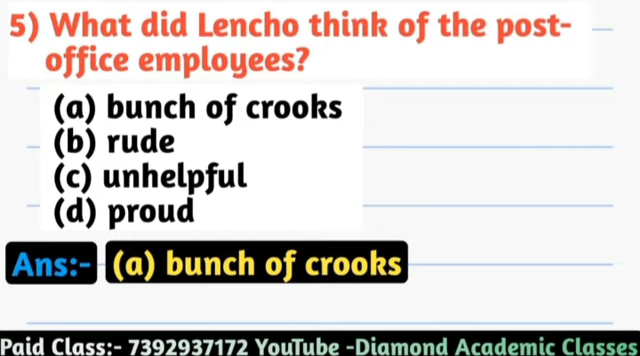 5) What did Lencho think of the post-
office employees?
(a) bunch of crooks
(b) rude
(c) unhelpful
(d) proud
Ans:- (a) bunch of crooks
Paid Class:- 7392937172 YouTube -Diamond Academic Classes